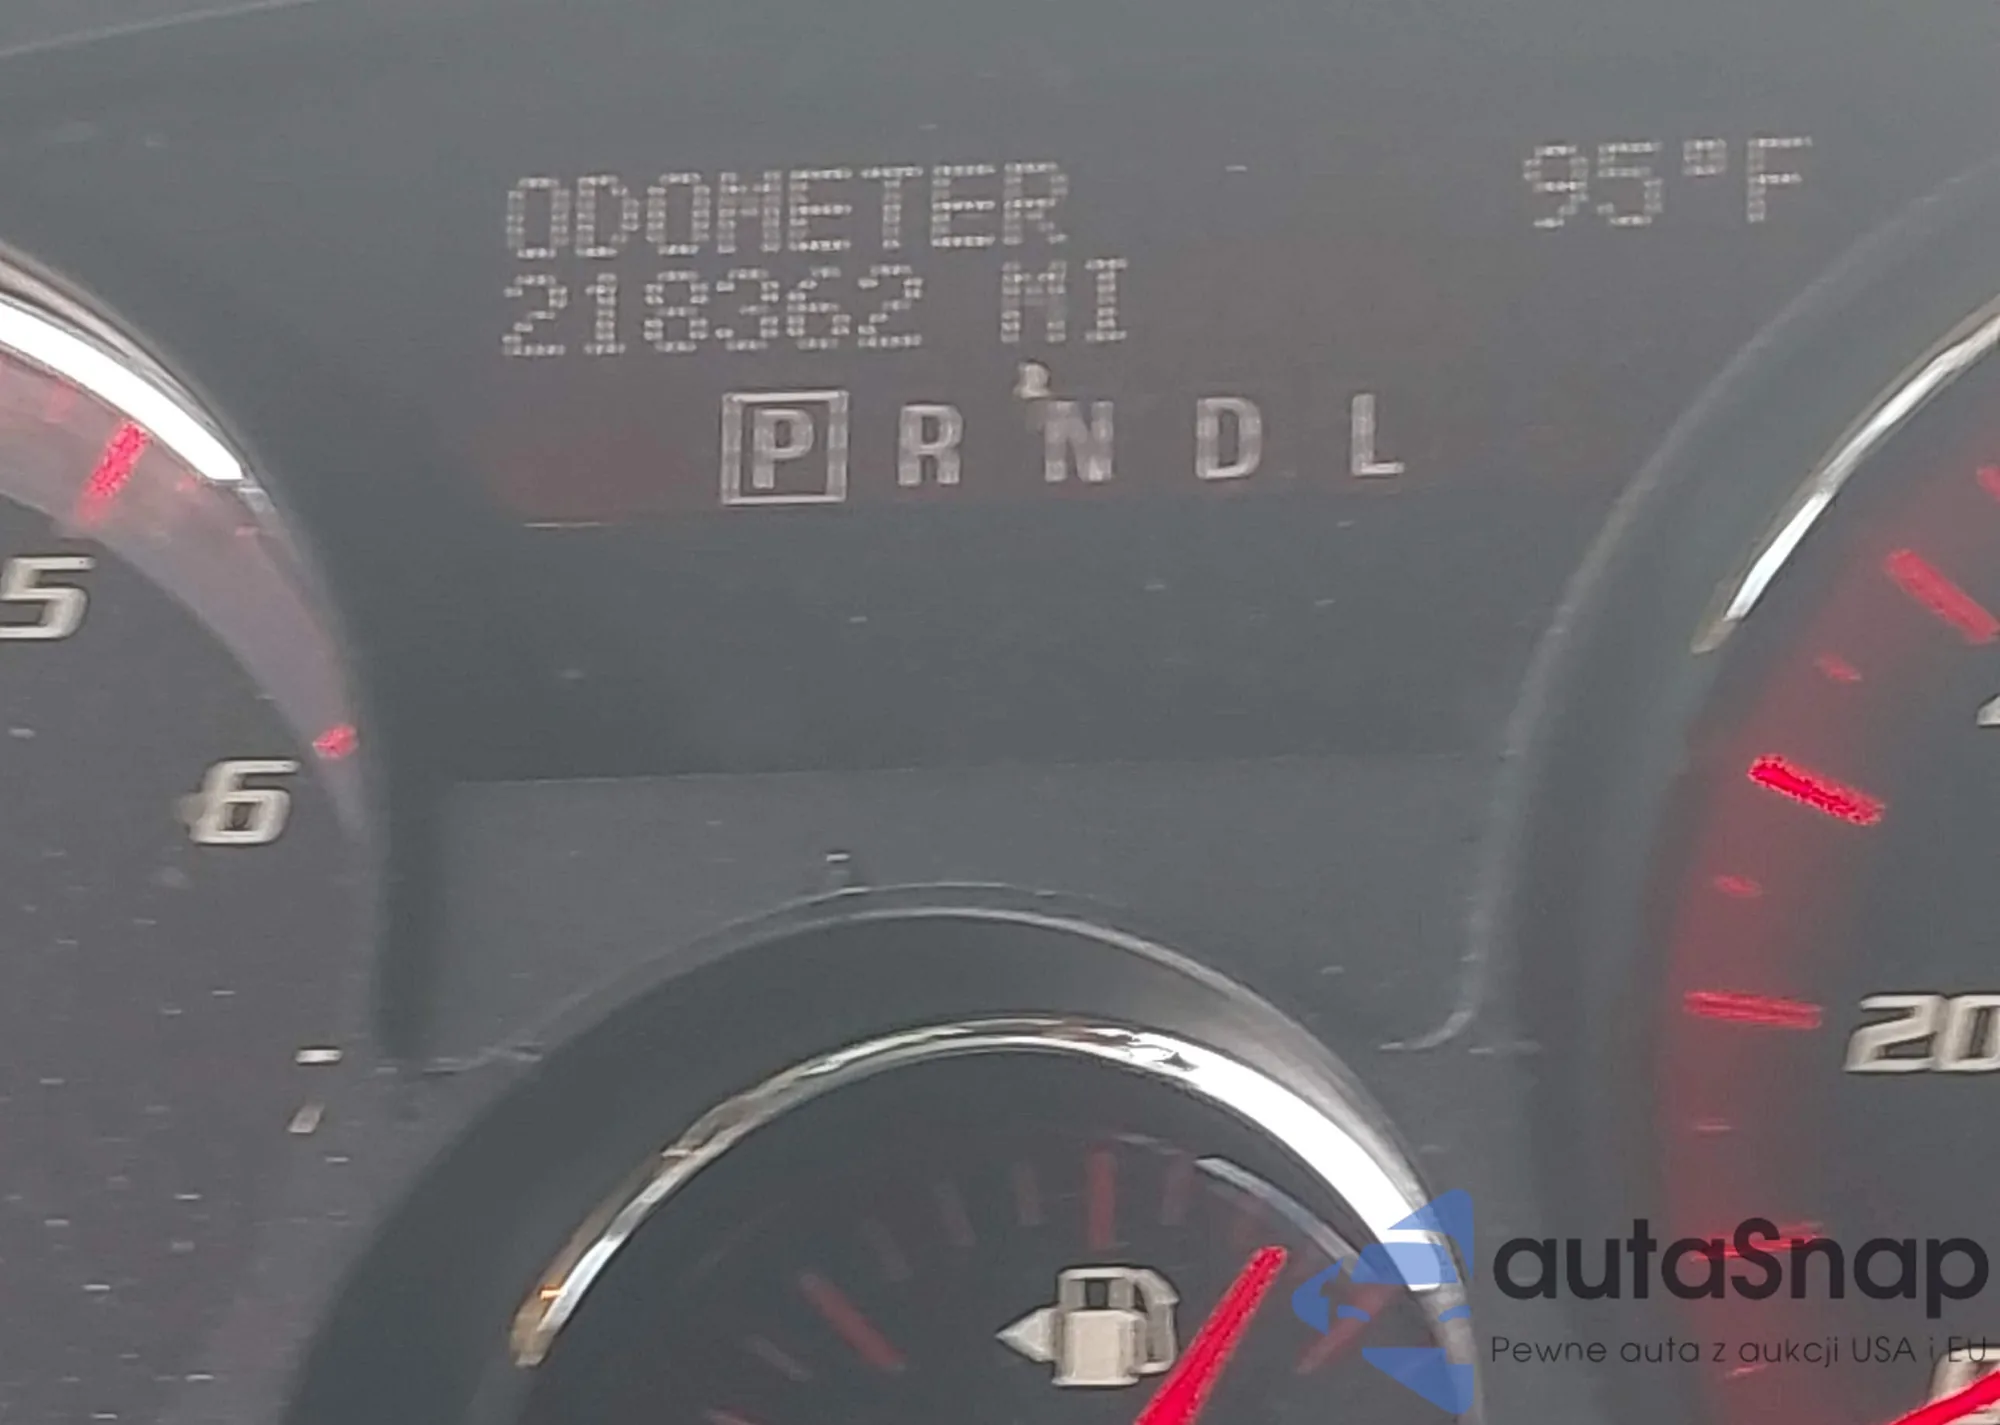 ODOMETER 95°F
218362 MI
P R N D L
5
6
20
autaSnap
Pewne auta z aukcji USA i EU